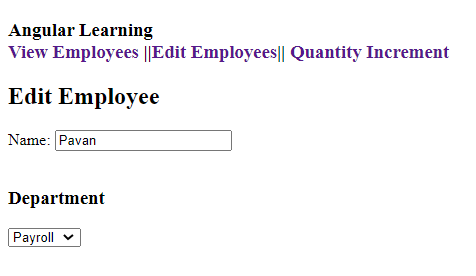 Angular Learning
View Employees ||Edit Employees|| Quantity Increment
Edit Employee
Name: Pavan
Department
Payroll